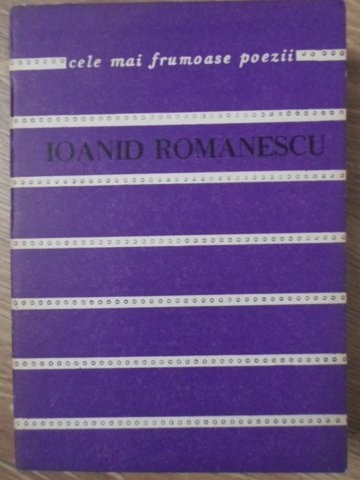 cele mai frumoase poezii
IOANID ROMANESCU